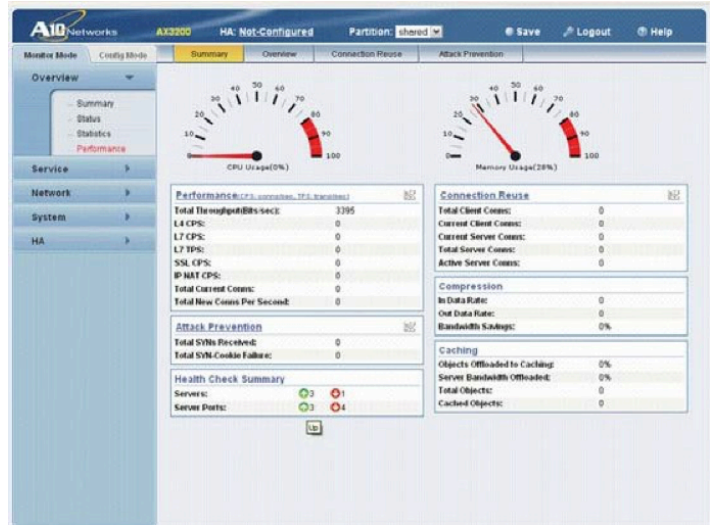 A10 Networks AX3200 HA: Not-Configured Partition: shared Save Logout Help
Monitor Mode Config Mode Summary Overview Connection Reuse Attack Prevention
Overview
Summary
Status
Statistics
Performance
Service
Network
System
HA
0 10 20 30 40 50 60 70 80 90 100
CPU Usage(0%)
0 10 20 30 40 50 60 70 80 90 100
Memory Usage(28%)
Performance(CPS: conns/sec, TPS: trans/sec)
Total Throughput(Bits/sec): 3395
L4 CPS: 0
L7 CPS: 0
L7 TPS: 0
SSL CPS: 0
IP NAT CPS: 0
Total Current Conns: 0
Total New Conns Per Second: 0
Attack Prevention
Total SYNs Received: 0
Total SYN-Cookie Failure: 0
Health Check Summary
Servers: 3 1
Server Ports: 3 4
Up
Connection Reuse
Total Client Conns: 0
Current Client Conns: 0
Current Server Conns: 0
Total Server Conns: 0
Active Server Conns: 0
Compression
In Data Rate: 0
Out Data Rate: 0
Bandwidth Savings: 0%
Caching
Objects Offloaded to Caching: 0%
Server Bandwidth Offloaded: 0%
Total Objects: 0
Cached Objects: 0